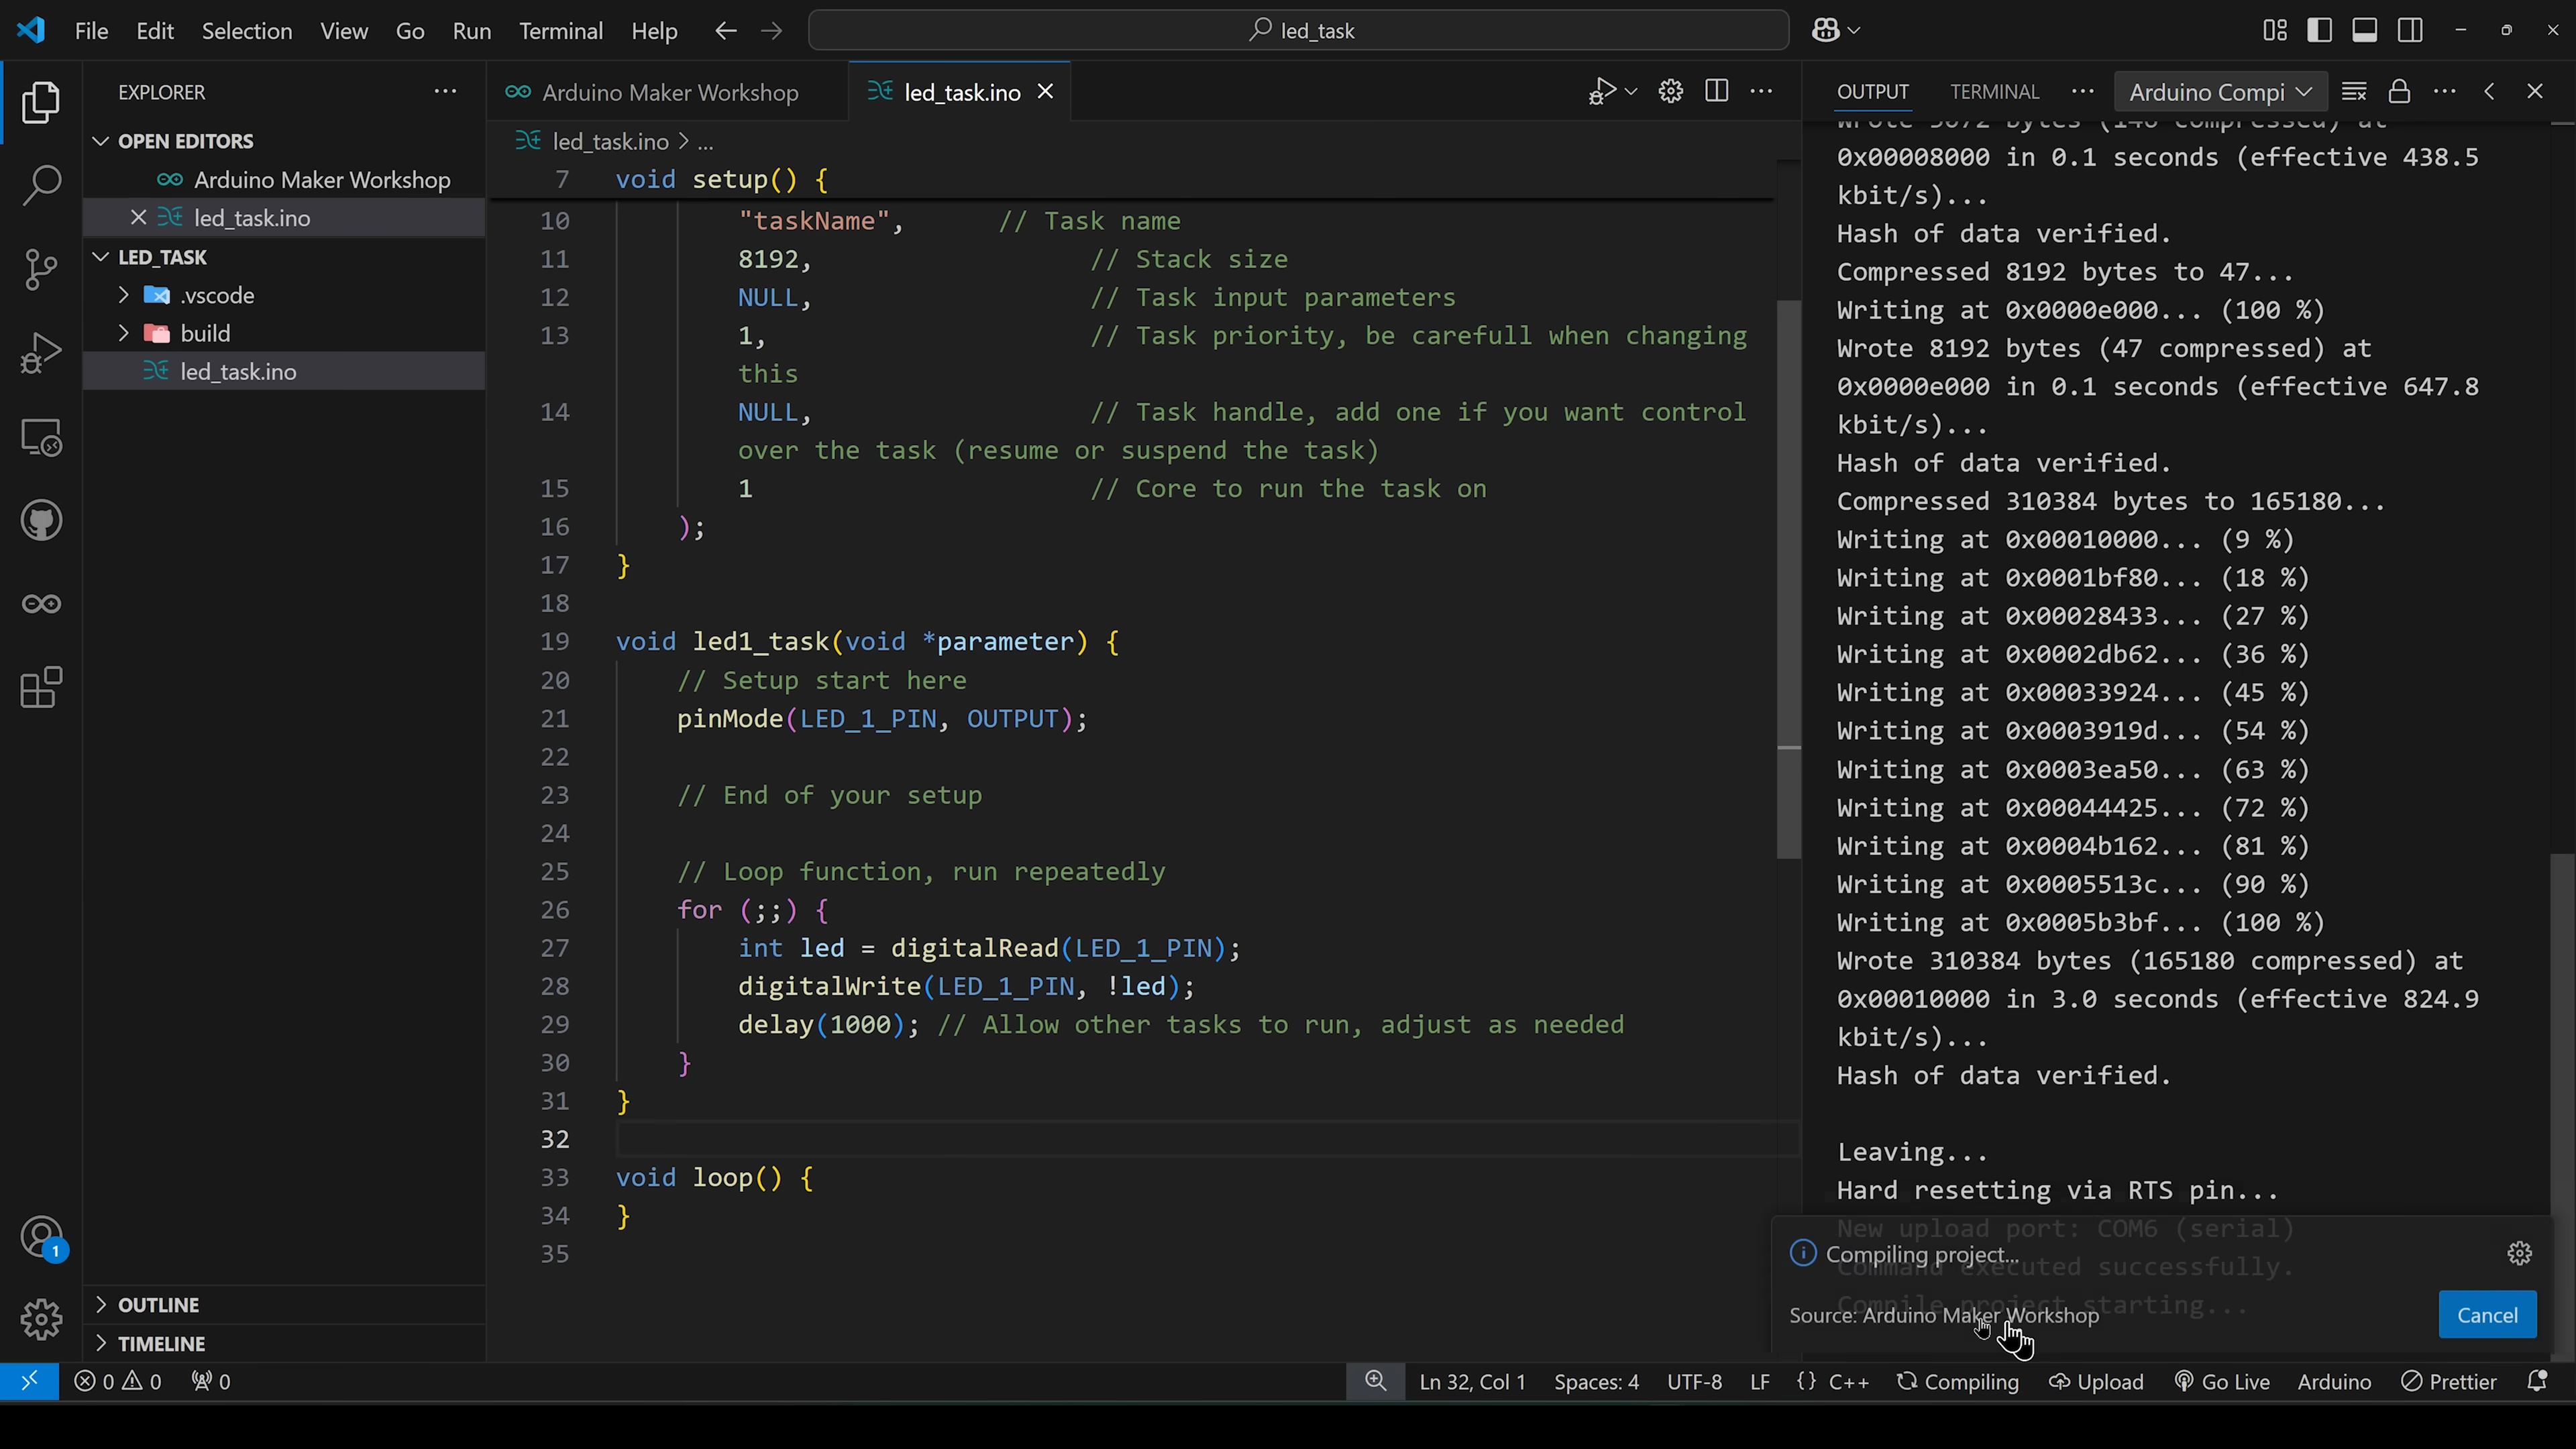 File Edit Selection View Go Run Terminal Help
led_task
EXPLORER
OPEN EDITORS
Arduino Maker Workshop
led_task.ino
LED_TASK
.vscode
build
led_task.ino
OUTLINE
TIMELINE
1
Arduino Maker Workshop
led_task.ino
led_task.ino > ...
7 void setup() {
10 "taskName", // Task name
11 8192, // Stack size
12 NULL, // Task input parameters
13 1, // Task priority, be carefull when changing
this
14 NULL, // Task handle, add one if you want control
over the task (resume or suspend the task)
15 1 // Core to run the task on
16 );
17 }
18
19 void led1_task(void *parameter) {
20 // Setup start here
21 pinMode(LED_1_PIN, OUTPUT);
22
23 // End of your setup
24
25 // Loop function, run repeatedly
26 for (;;) {
27 int led = digitalRead(LED_1_PIN);
28 digitalWrite(LED_1_PIN, !led);
29 delay(1000); // Allow other tasks to run, adjust as needed
30 }
31 }
32
33 void loop() {
34 }
35
OUTPUT TERMINAL ... Arduino Compi
Wrote 3072 bytes (146 compressed) at
0x00008000 in 0.1 seconds (effective 438.5
kbit/s)...
Hash of data verified.
Compressed 8192 bytes to 47...
Writing at 0x0000e000... (100 %)
Wrote 8192 bytes (47 compressed) at
0x0000e000 in 0.1 seconds (effective 647.8
kbit/s)...
Hash of data verified.
Compressed 310384 bytes to 165180...
Writing at 0x00010000... (9 %)
Writing at 0x0001bf80... (18 %)
Writing at 0x00028433... (27 %)
Writing at 0x0002db62... (36 %)
Writing at 0x00033924... (45 %)
Writing at 0x0003919d... (54 %)
Writing at 0x0003ea50... (63 %)
Writing at 0x00044425... (72 %)
Writing at 0x0004b162... (81 %)
Writing at 0x0005513c... (90 %)
Writing at 0x0005b3bf... (100 %)
Wrote 310384 bytes (165180 compressed) at
0x00010000 in 3.0 seconds (effective 824.9
kbit/s)...
Hash of data verified.
Leaving...
Hard resetting via RTS pin...
New upload port: COM6 (serial)
Command executed successfully.
Compile project starting...
Compiling project...
Source: Arduino Maker Workshop
Cancel
0 0 0 Ln 32, Col 1 Spaces: 4 UTF-8 LF {} C++ Compiling Upload Go Live Arduino Prettier